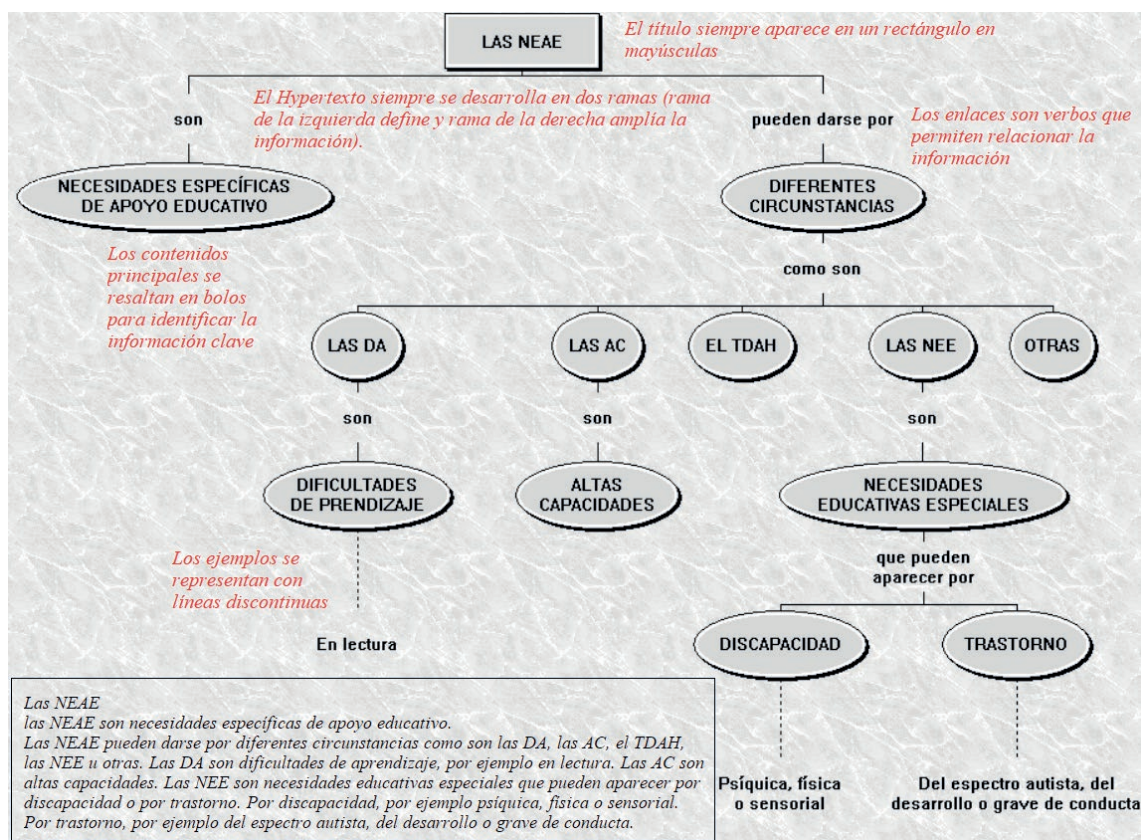 LAS NEAE
El título siempre aparece en un rectángulo en
mayúsculas
El Hypertexto siempre se desarrolla en dos ramas (rama
de la izquierda define y rama de la derecha amplía la
información).
son
pueden darse por
Los enlaces son verbos que
permiten relacionar la
información
NECESIDADES ESPECÍFICAS
DE APOYO EDUCATIVO
DIFERENTES
CIRCUNSTANCIAS
Los contenidos
principales se
resaltan en bolos
para identificar la
información clave
como son
LAS DA
LAS AC
EL TDAH
LAS NEE
OTRAS
son
son
son
DIFICULTADES
DE PRENDIZAJE
ALTAS
CAPACIDADES
NECESIDADES
EDUCATIVAS ESPECIALES
Los ejemplos se
representan con
líneas discontinuas
que pueden
aparecer por
En lectura
DISCAPACIDAD
TRASTORNO
Psíquica, física
o sensorial
Del espectro autista, del
desarrollo o grave de conducta
Las NEAE
las NEAE son necesidades específicas de apoyo educativo.
Las NEAE pueden darse por diferentes circunstancias como son las DA, las AC, el TDAH,
las NEE u otras. Las DA son dificultades de aprendizaje, por ejemplo en lectura. Las AC son
altas capacidades. Las NEE son necesidades educativas especiales que pueden aparecer por
discapacidad o por trastorno. Por discapacidad, por ejemplo psíquica, física o sensorial.
Por trastorno, por ejemplo del espectro autista, del desarrollo o grave de conducta.